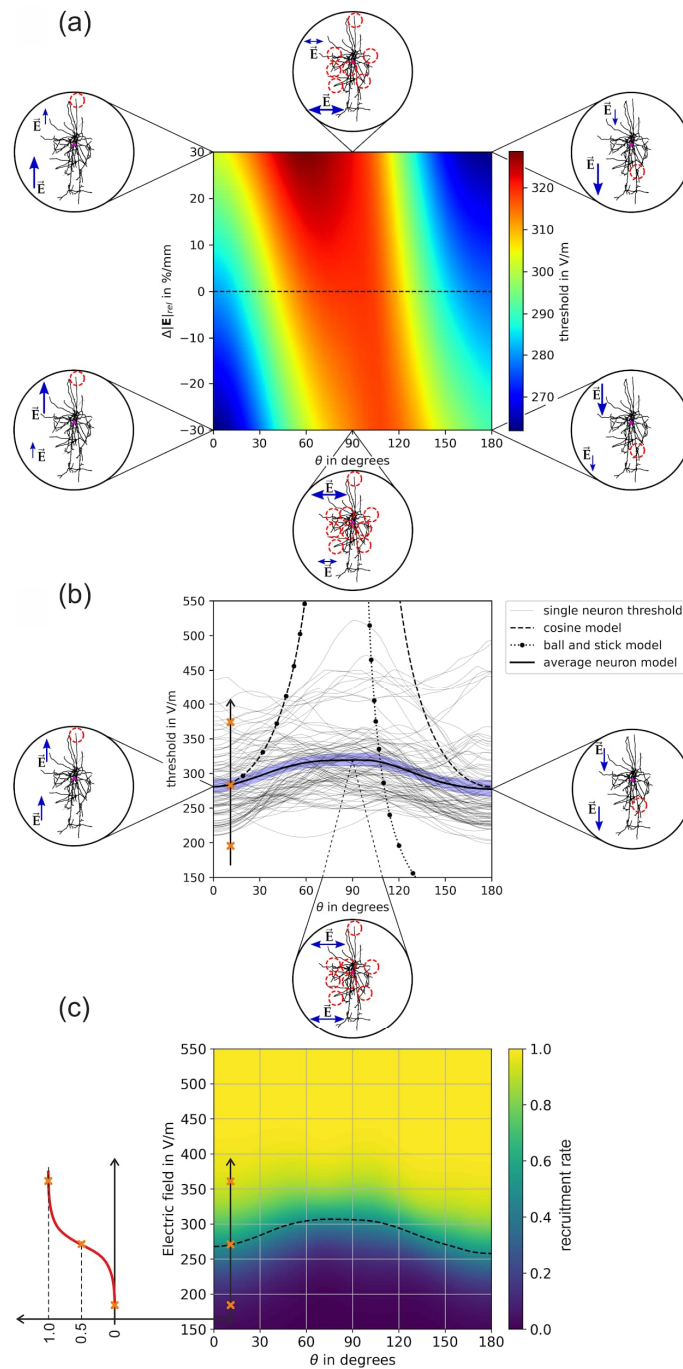 (a)
E
E
E
E
E
E
30
20
10
0
−10
−20
−30
Δ|E|rel in %/mm
0
30
60
90
120
150
180
θ in degrees
320
310
300
290
280
270
threshold in V/m
E
E
E
E
E
E
(b)
550
500
450
400
350
300
250
200
150
threshold in V/m
0
30
60
90
120
150
180
θ in degrees
single neuron threshold
cosine model
ball and stick model
average neuron model
E
E
E
E
E
E
(c)
550
500
450
400
350
300
250
200
150
Electric field in V/m
0
30
60
90
120
150
180
θ in degrees
1.0
0.8
0.6
0.4
0.2
0.0
recruitment rate
1.0
0.5
0